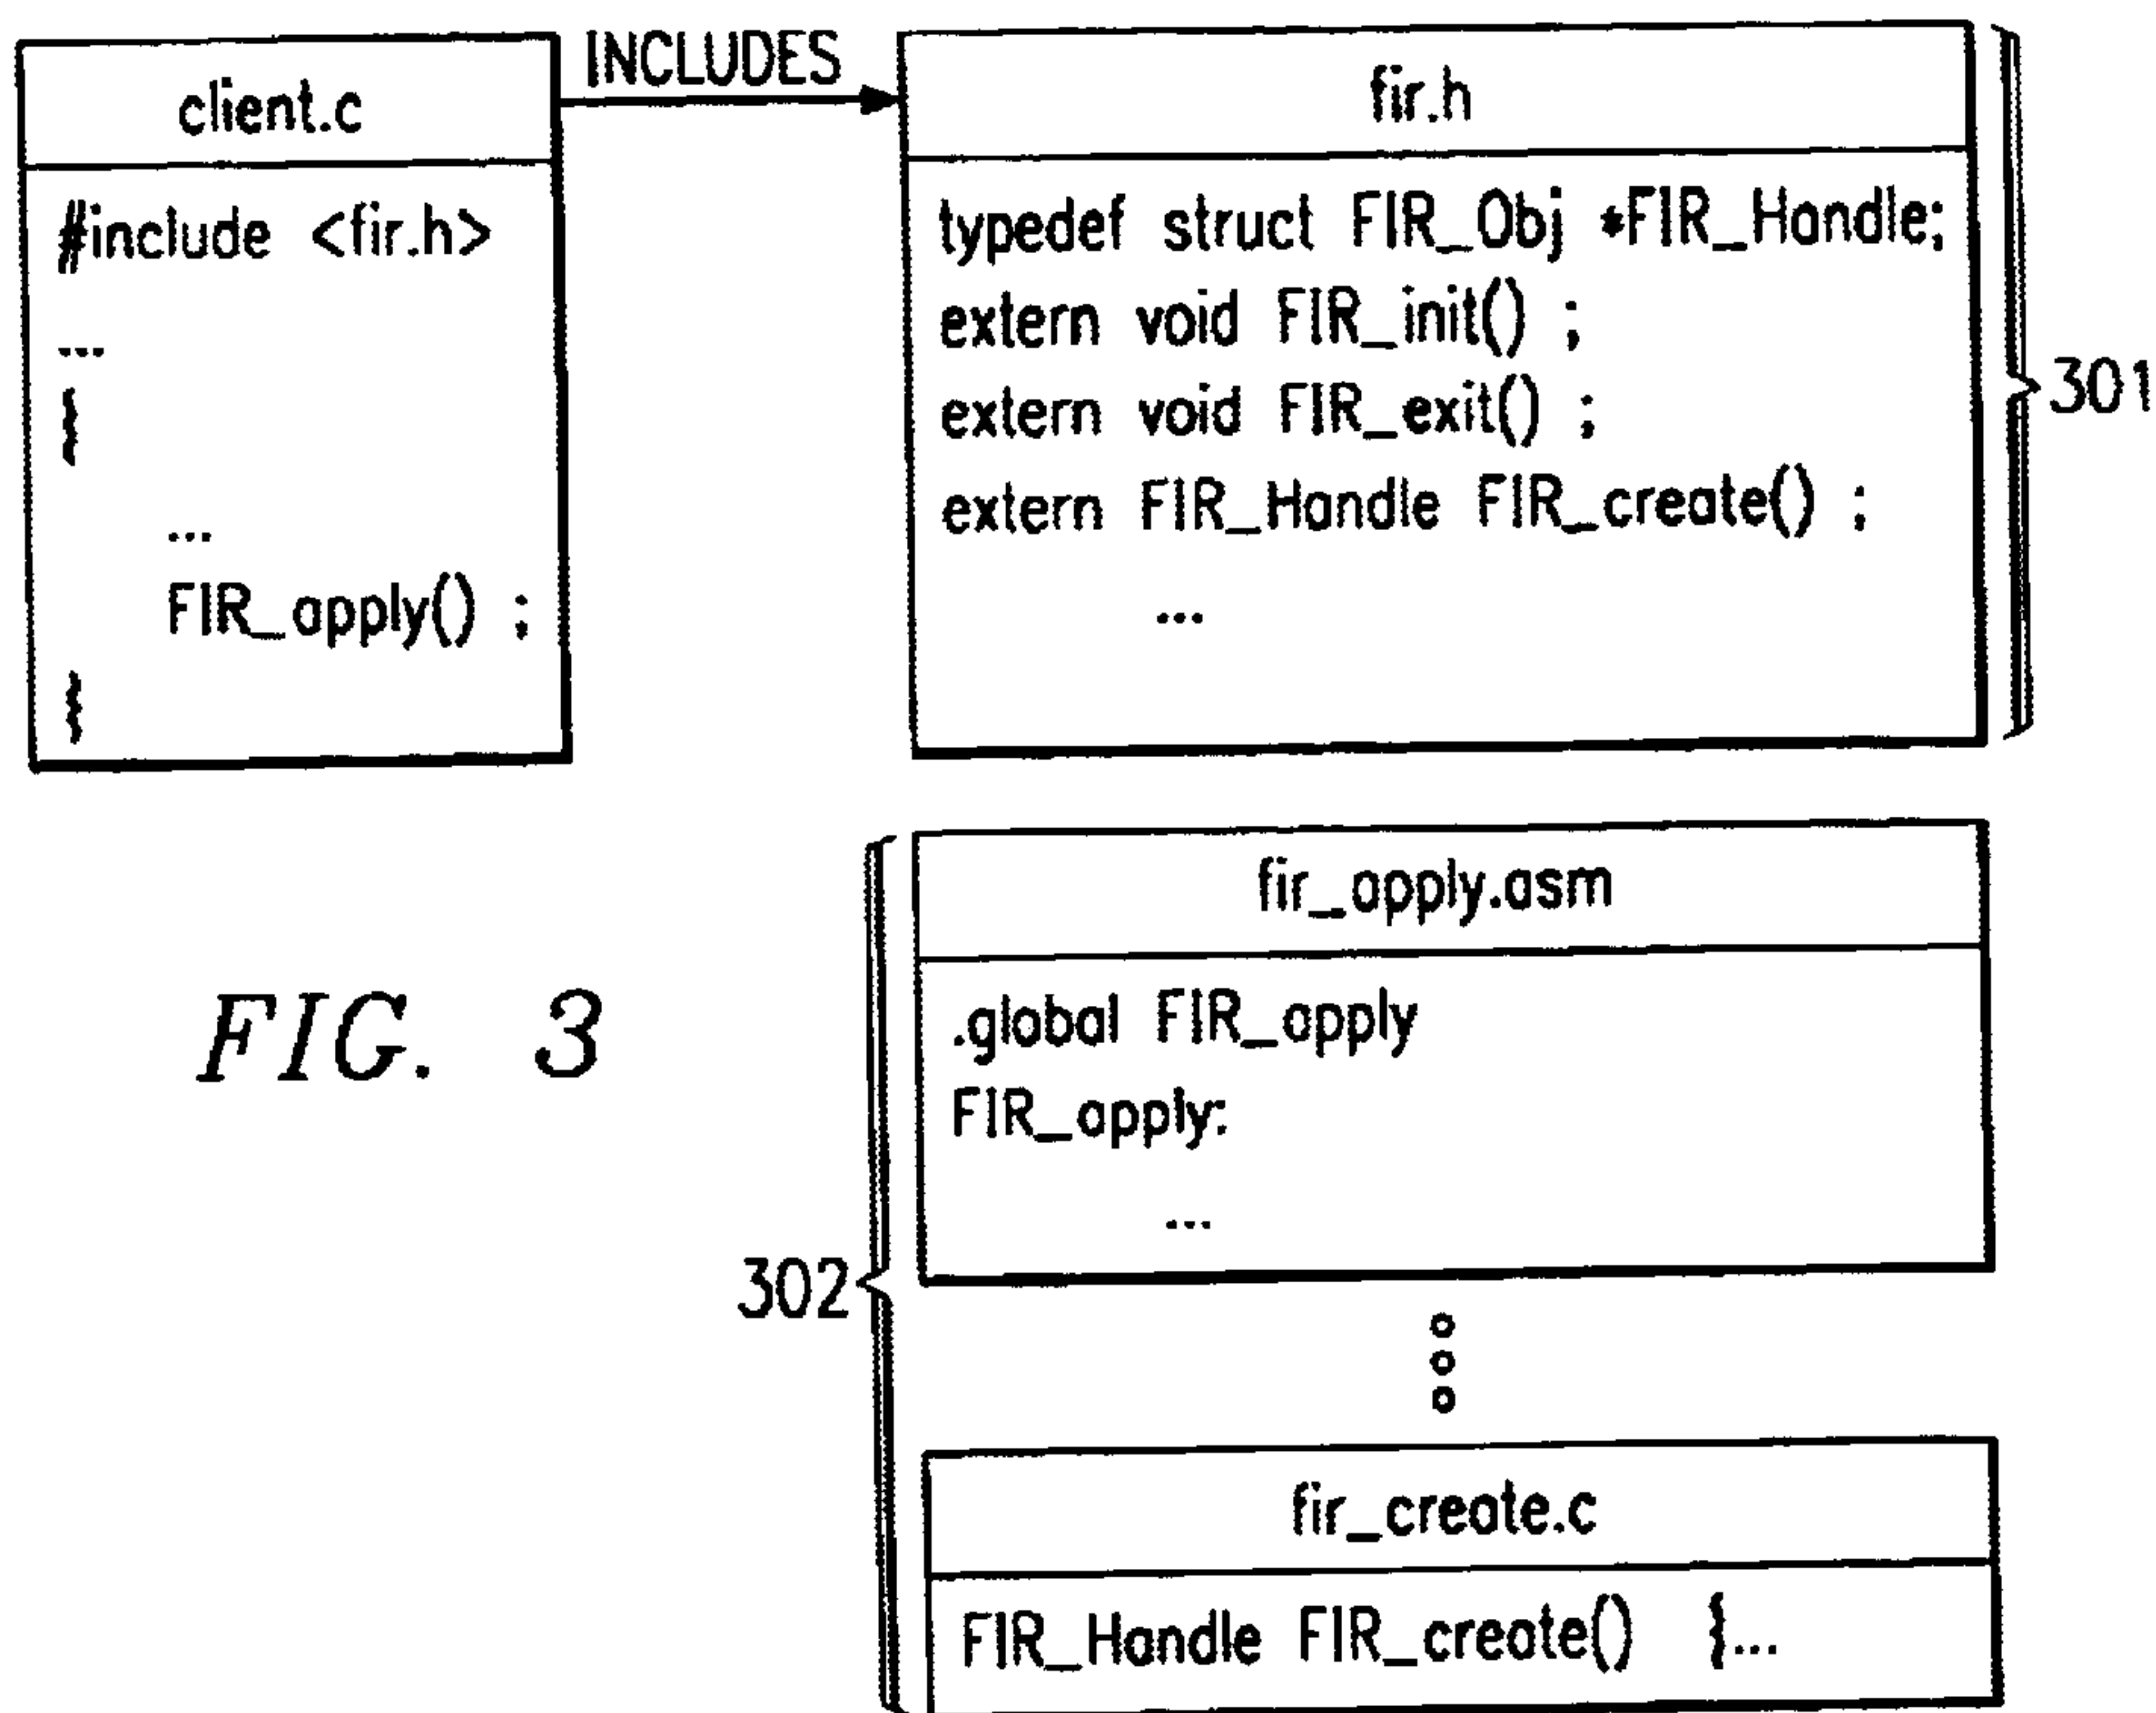 client.c
#include <fir.h>
...
{
...
FIR_apply() ;
}
INCLUDES
fir.h
typedef struct FIR_Obj *FIR_Handle;
extern void FIR_init() ;
extern void FIR_exit() ;
extern FIR_Handle FIR_create() ;
...
301
FIG. 3
302
fir_apply.asm
.global FIR_apply
FIR_apply:
...
fir_create.c
FIR_Handle FIR_create() {...